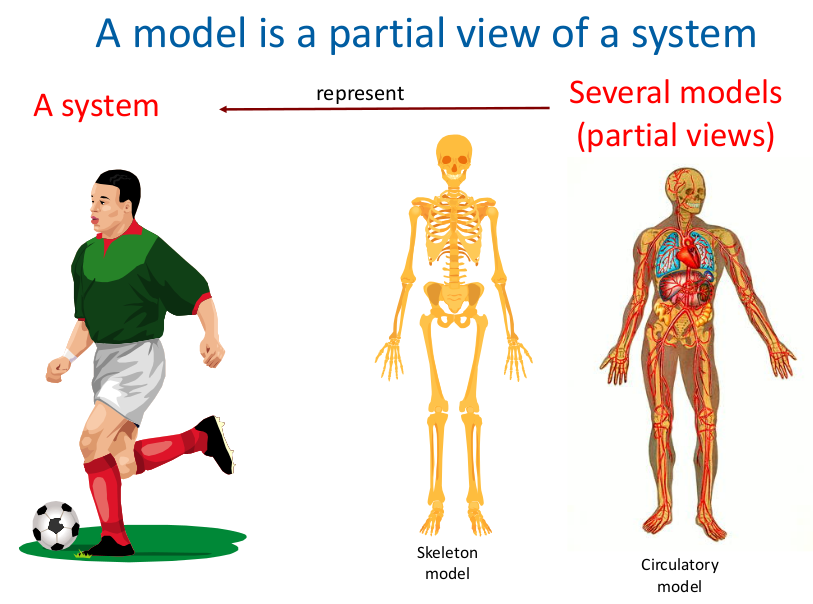 A model is a partial view of a system
A system
represent
Several models
(partial views)
Skeleton
model
Circulatory
model